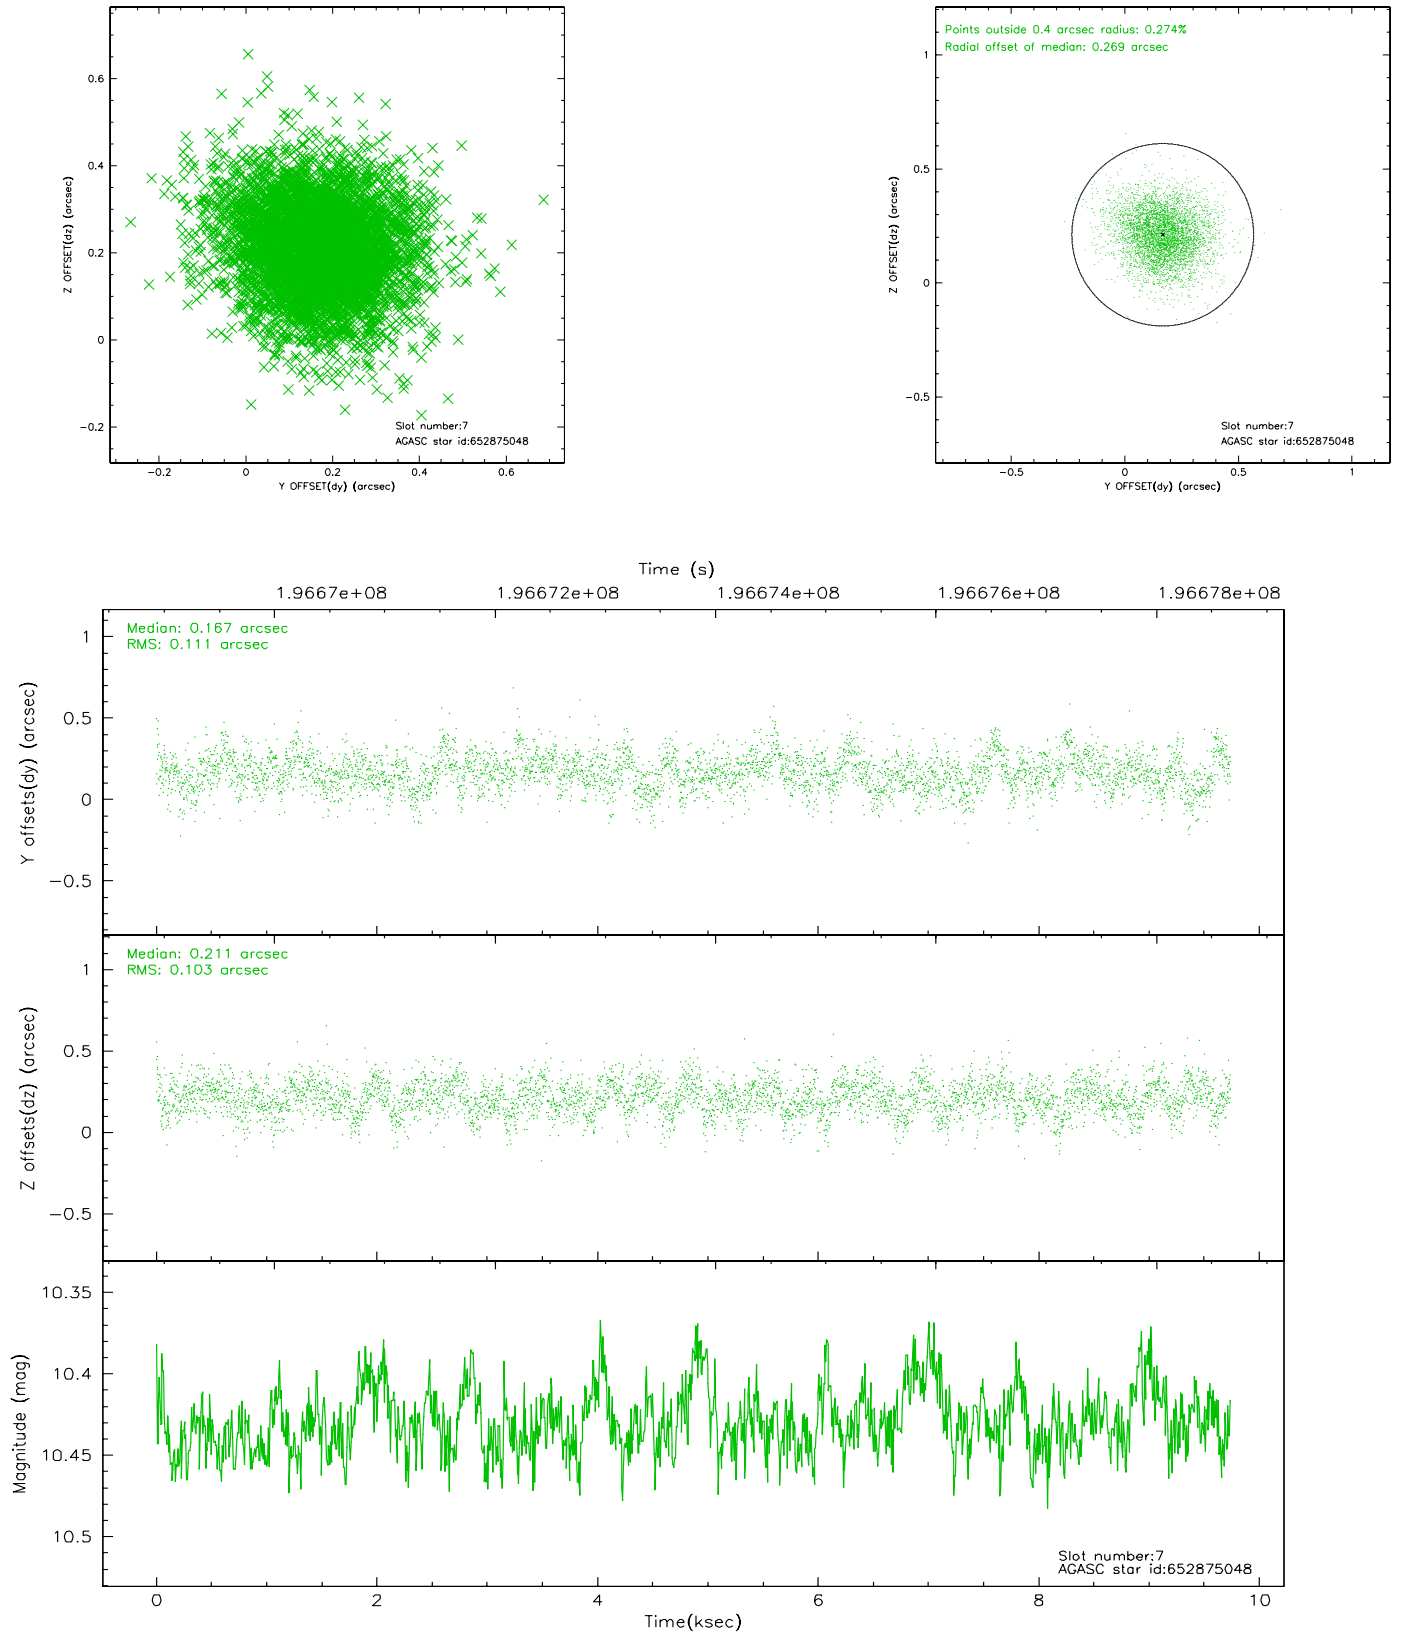 0.6
0.4
0.2
0
−0.2
Z OFFSET(dz) (arcsec)
Slot number:7
AGASC star id:652875048
−0.2 0 0.2 0.4 0.6
Y OFFSET(dy) (arcsec)
Points outside 0.4 arcsec radius: 0.274%
Radial offset of median: 0.269 arcsec
1
0.5
0
−0.5
Z OFFSET(dz) (arcsec)
Slot number:7
AGASC star id:652875048
−0.5 0 0.5 1
Y OFFSET(dy) (arcsec)
Time (s)
1.9667e+08 1.96672e+08 1.96674e+08 1.96676e+08 1.96678e+08
Median: 0.167 arcsec
RMS: 0.111 arcsec
1
0.5
0
−0.5
Y offsets(dy) (arcsec)
Median: 0.211 arcsec
RMS: 0.103 arcsec
1
0.5
0
−0.5
Z offsets(dz) (arcsec)
10.35
10.4
10.45
10.5
Magnitude (mag)
Slot number:7
AGASC star id:652875048
0 2 4 6 8 10
Time(ksec)